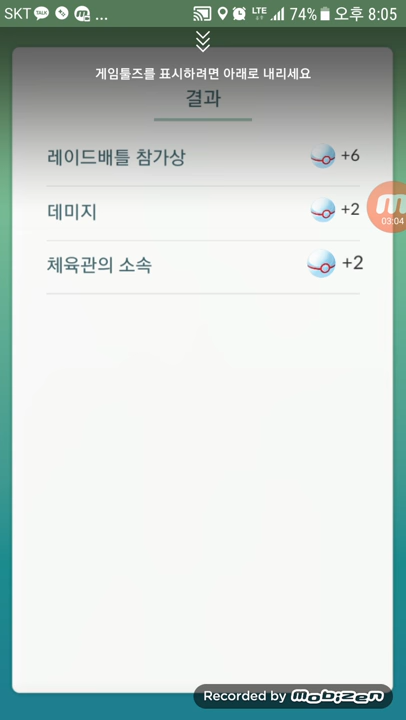 SKT TALK ... LTE 74% 오후 8:05
게임툴즈를 표시하려면 아래로 내리세요
결과
레이드배틀 참가상 +6
데미지 +2
03:04
체육관의 소속 +2
Recorded by mobizen